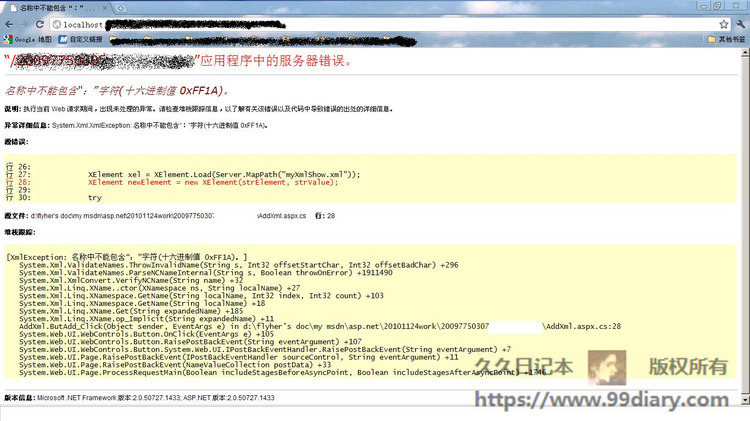 名称中不能包含“：”...
localhost
Google 地图 自定义链接 其他书签
”应用程序中的服务器错误。
名称中不能包含“：”字符(十六进制值 0xFF1A)。
说明: 执行当前 Web 请求期间，出现未处理的异常。请检查堆栈跟踪信息，以了解有关该错误以及代码中导致错误的出处的详细信息。
异常详细信息: System.Xml.XmlException: 名称中不能包含“：”字符(十六进制值 0xFF1A)。
源错误:
行 26:
行 27: XElement xel = XElement.Load(Server.MapPath("myXmlShow.xml"));
行 28: XElement newElement = new XElement(strElement, strValue);
行 29:
行 30: try
源文件: d:\flyher's doc\my msdn\asp.net\20101124work\20097750307 \AddXml.aspx.cs 行: 28
堆栈跟踪:
[XmlException: 名称中不能包含“：”字符(十六进制值 0xFF1A)。]
System.Xml.ValidateNames.ThrowInvalidName(String s, Int32 offsetStartChar, Int32 offsetBadChar) +296
System.Xml.ValidateNames.ParseNCNameInternal(String s, Boolean throwOnError) +1911490
System.Xml.XmlConvert.VerifyNCName(String name) +32
System.Xml.Linq.XName..ctor(XNamespace ns, String localName) +27
System.Xml.Linq.XNamespace.GetName(String localName, Int32 index, Int32 count) +103
System.Xml.Linq.XNamespace.GetName(String localName) +18
System.Xml.Linq.XName.Get(String expandedName) +185
System.Xml.Linq.XName.op_Implicit(String expandedName) +11
AddXml.ButAdd_Click(Object sender, EventArgs e) in d:\flyher's doc\my msdn\asp.net\20101124work\20097750307 \AddXml.aspx.cs:28
System.Web.UI.WebControls.Button.OnClick(EventArgs e) +105
System.Web.UI.WebControls.Button.RaisePostBackEvent(String eventArgument) +107
System.Web.UI.WebControls.Button.System.Web.UI.IPostBackEventHandler.RaisePostBackEvent(String eventArgument) +7
System.Web.UI.Page.RaisePostBackEvent(IPostBackEventHandler sourceControl, String eventArgument) +11
System.Web.UI.Page.RaisePostBackEvent(NameValueCollection postData) +33
System.Web.UI.Page.ProcessRequestMain(Boolean includeStagesBeforeAsyncPoint, Boolean includeStagesAfterAsyncPoint) +1746
久久日记本 版权所有
https://www.99diary.com
版本信息: Microsoft .NET Framework 版本:2.0.50727.1433; ASP.NET 版本:2.0.50727.1433